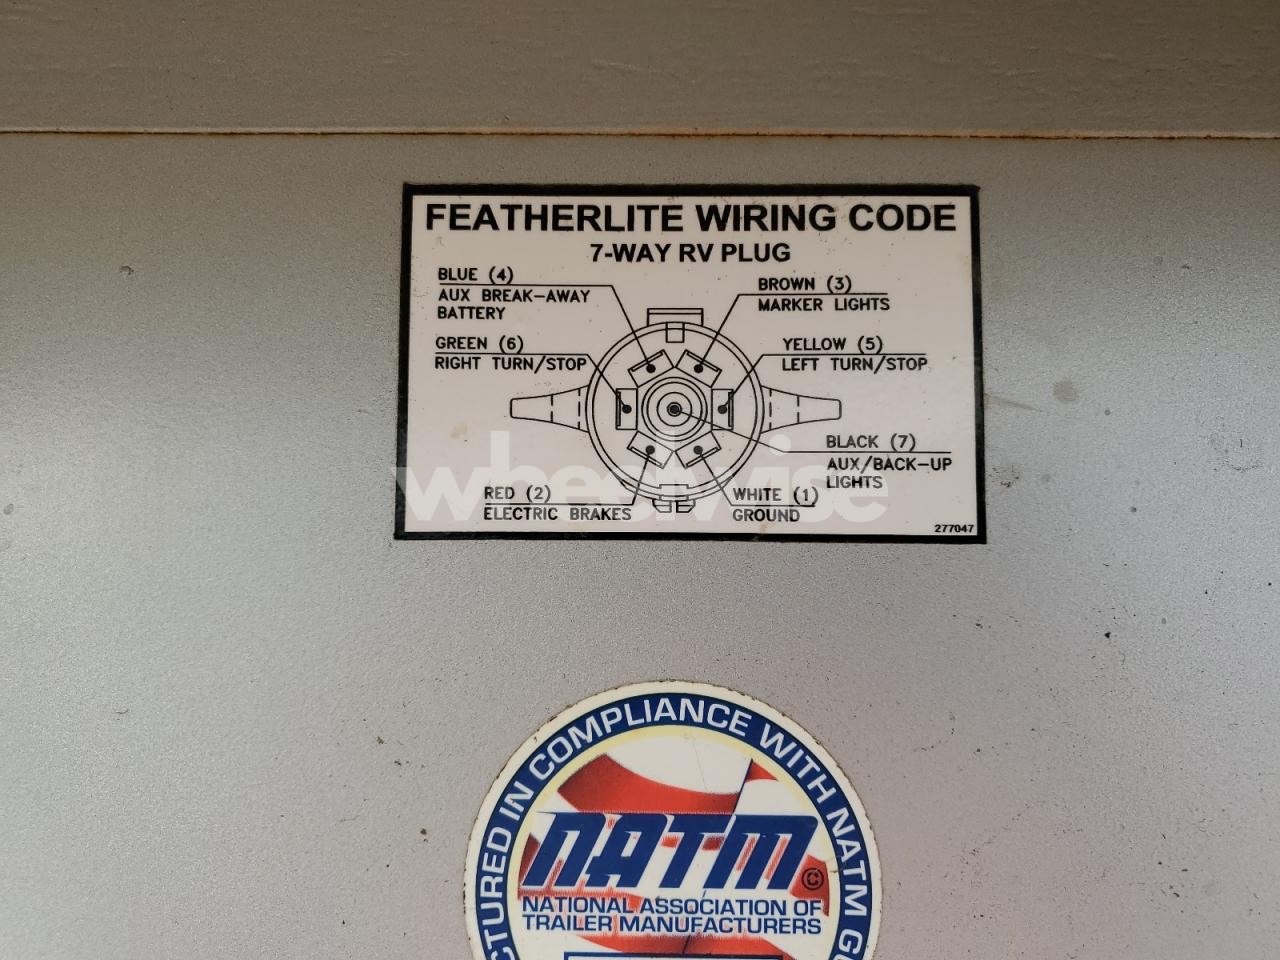 FEATHERLITE WIRING CODE
7-WAY RV PLUG
BLUE (4)
AUX BREAK-AWAY
BATTERY
BROWN (3)
MARKER LIGHTS
GREEN (6)
RIGHT TURN/STOP
YELLOW (5)
LEFT TURN/STOP
BLACK (7)
AUX/BACK-UP
LIGHTS
RED (2)
ELECTRIC BRAKES
WHITE (1)
GROUND
277047
wheelwise
CTURED IN COMPLIANCE WITH NATM GU
NATM ©
NATIONAL ASSOCIATION OF
TRAILER MANUFACTURERS